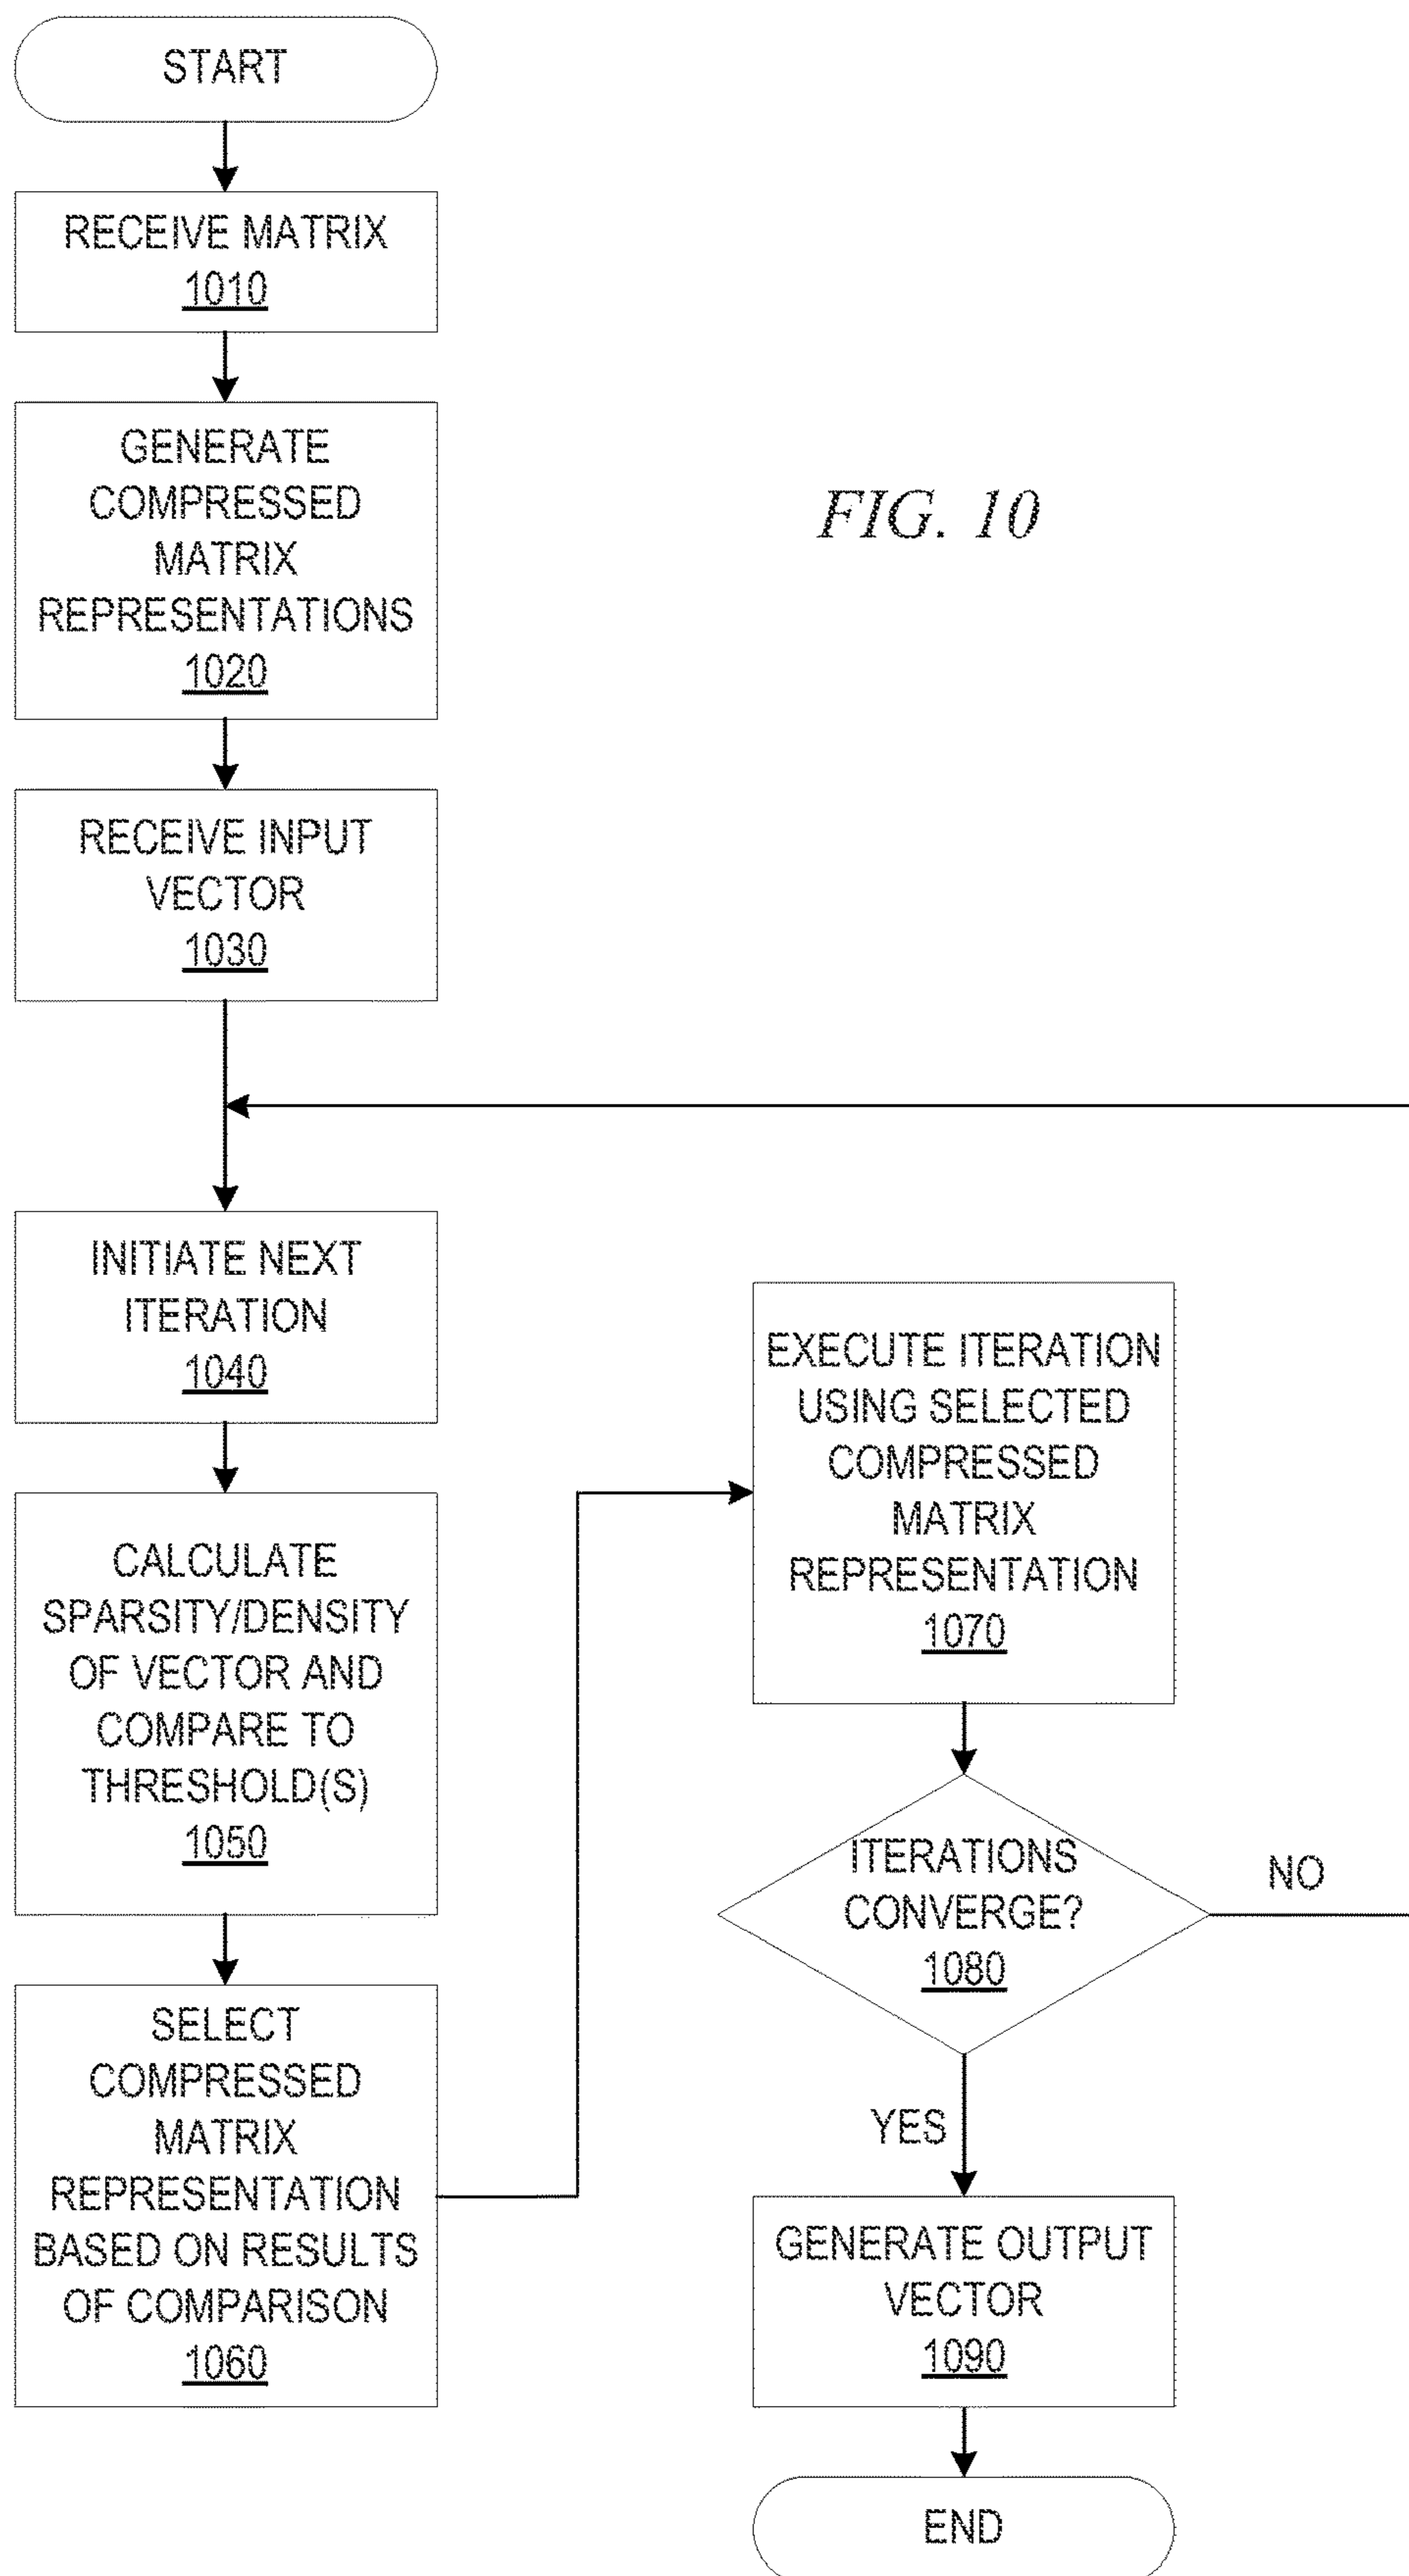 START
RECEIVE MATRIX
1010
GENERATE
COMPRESSED
MATRIX
REPRESENTATIONS
1020
FIG. 10
RECEIVE INPUT
VECTOR
1030
INITIATE NEXT
ITERATION
1040
CALCULATE
SPARSITY/DENSITY
OF VECTOR AND
COMPARE TO
THRESHOLD(S)
1050
SELECT
COMPRESSED
MATRIX
REPRESENTATION
BASED ON RESULTS
OF COMPARISON
1060
EXECUTE ITERATION
USING SELECTED
COMPRESSED
MATRIX
REPRESENTATION
1070
ITERATIONS
CONVERGE?
1080
NO
YES
GENERATE OUTPUT
VECTOR
1090
END